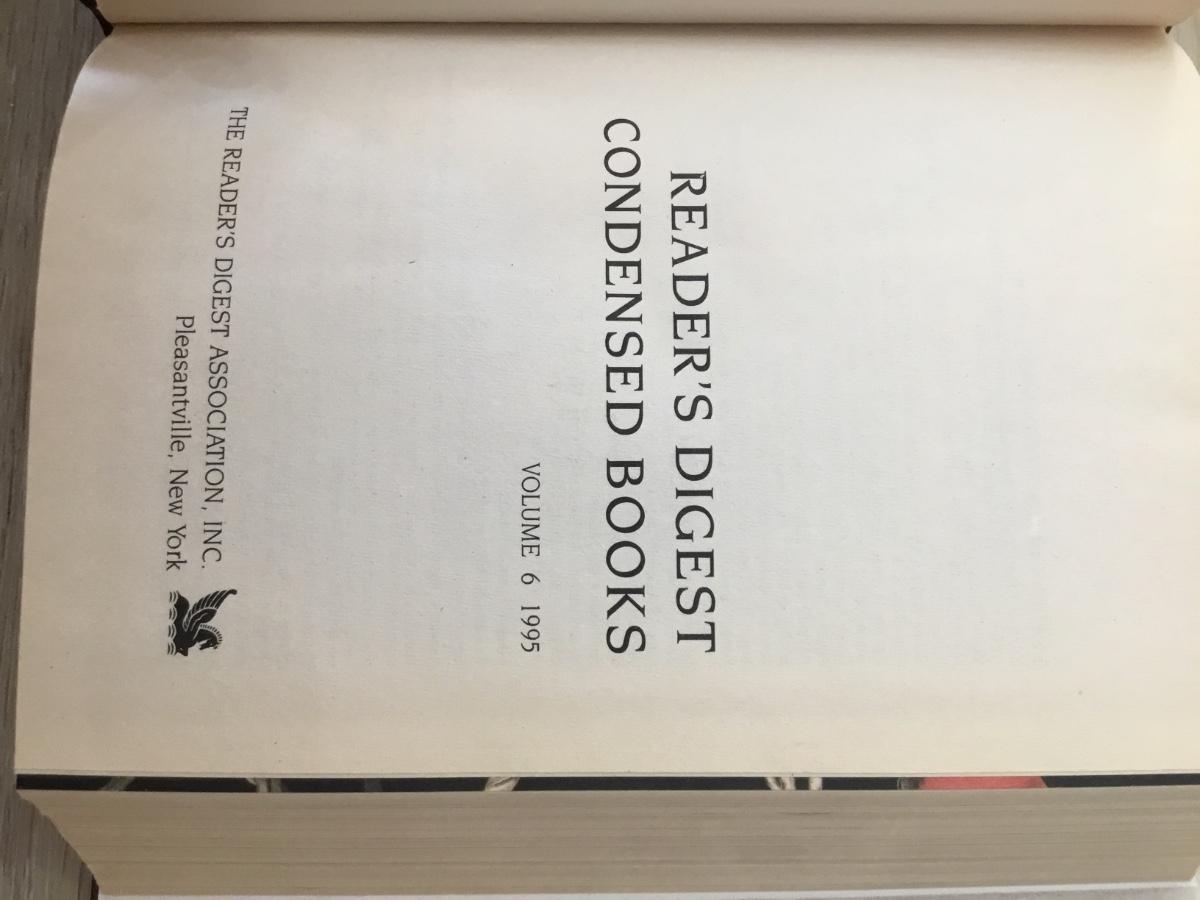 READER'S DIGEST
CONDENSED BOOKS
VOLUME 6 1995
THE READER'S DIGEST ASSOCIATION, INC.
Pleasantville, New York